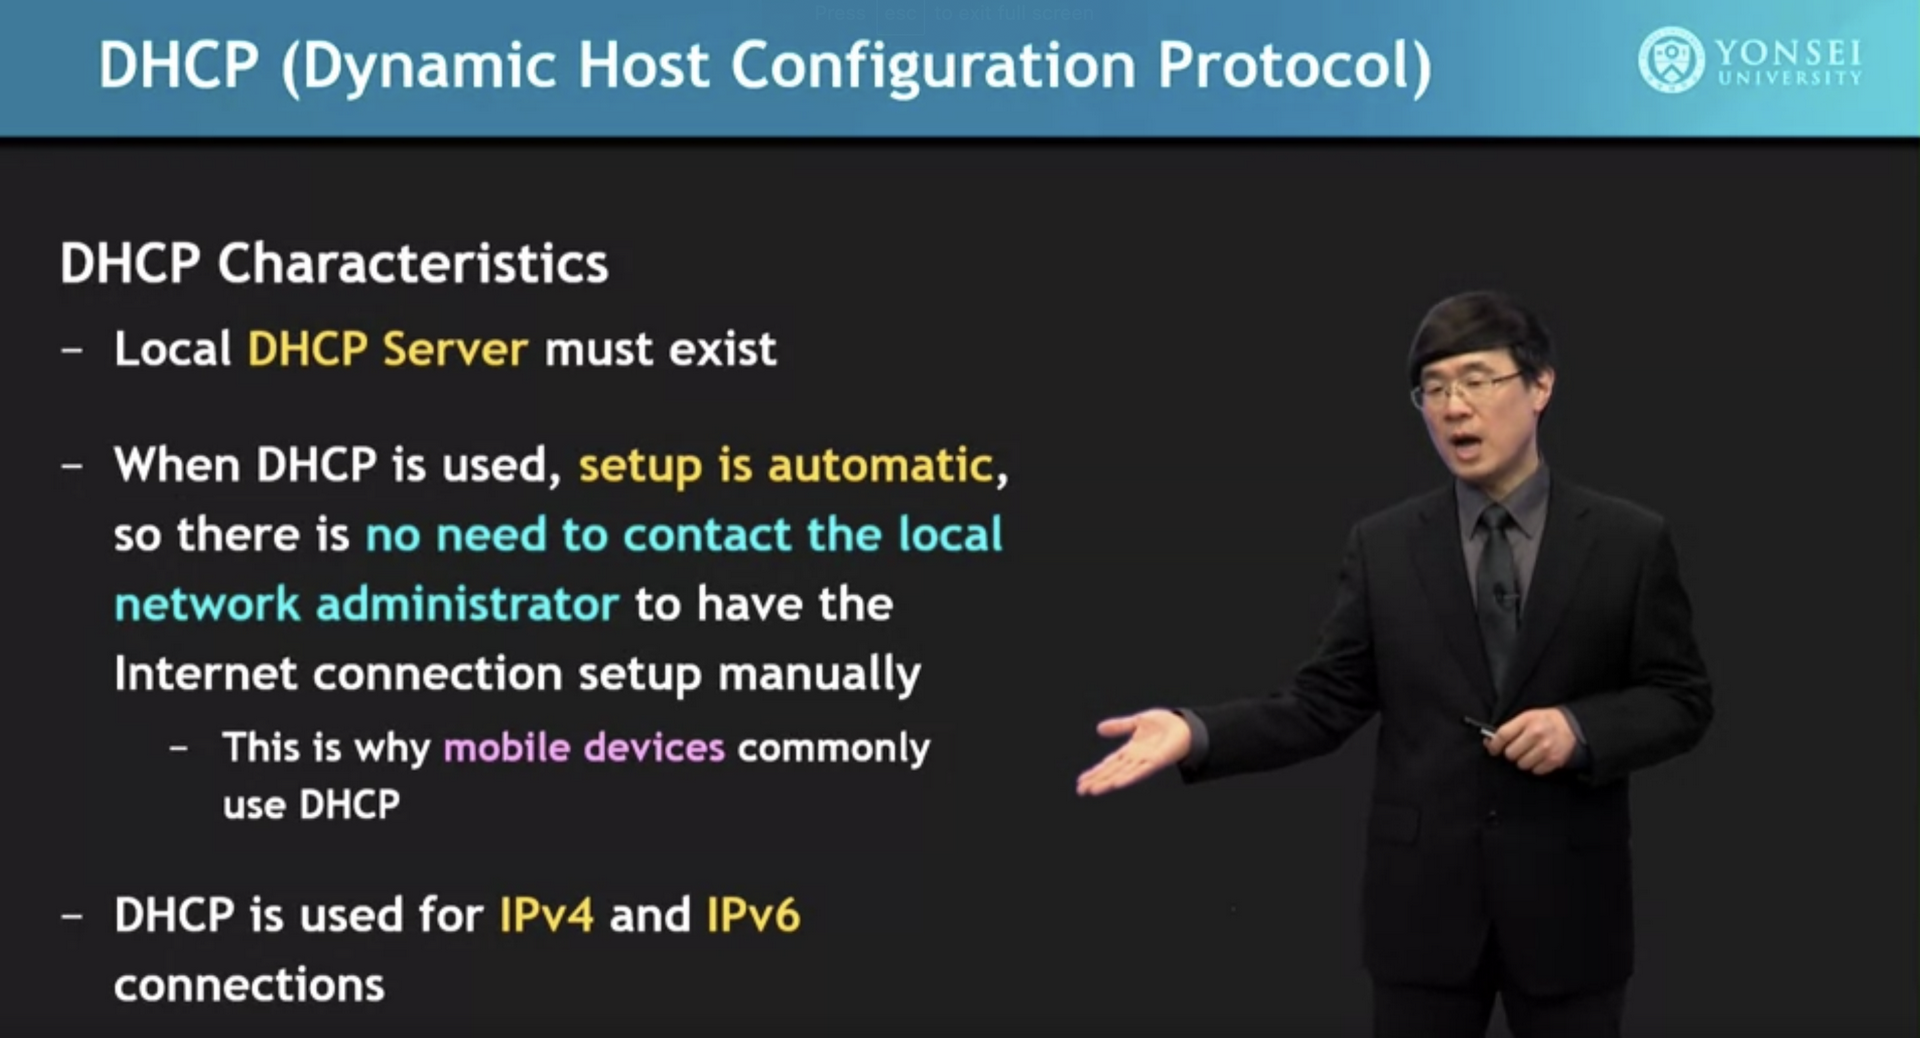 Press esc to exit full screen
DHCP (Dynamic Host Configuration Protocol)
YONSEI
UNIVERSITY
DHCP Characteristics
– Local DHCP Server must exist
– When DHCP is used, setup is automatic,
so there is no need to contact the local
network administrator to have the
Internet connection setup manually
– This is why mobile devices commonly
use DHCP
– DHCP is used for IPv4 and IPv6
connections